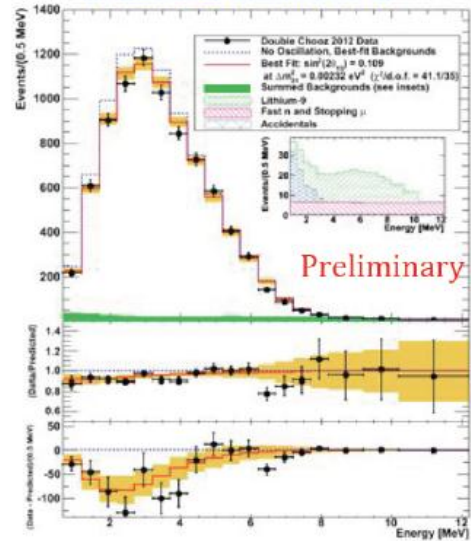 Events/(0.5 MeV)
1400
1200
1000
800
600
400
200
Double Chooz 2012 Data
No Oscillation, Best-fit Backgrounds
Best Fit: sin²(2θ₁₃) = 0.109
at Δm²₃₁ = 0.00232 eV² (χ²/d.o.f. = 41.1/35)
Summed Backgrounds (see insets)
Lithium-9
Fast n and Stopping μ
Accidentals
Events/(0.5 MeV)
30
20
10
0
2 4 6 8 10 12
Energy [MeV]
Preliminary
(Data/Predicted)
1.4
1.2
1.0
0.8
0.6
(Data - Predicted)/(0.5 MeV)
50
0
-50
-100
2 4 6 8 10 12
Energy [MeV]